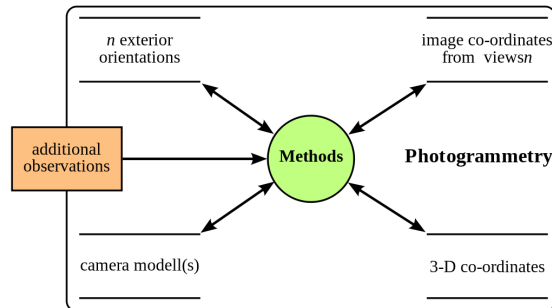 n exterior
orientations
image co-ordinates
from viewsn
additional
observations
Methods
Photogrammetry
camera modell(s)
3-D co-ordinates